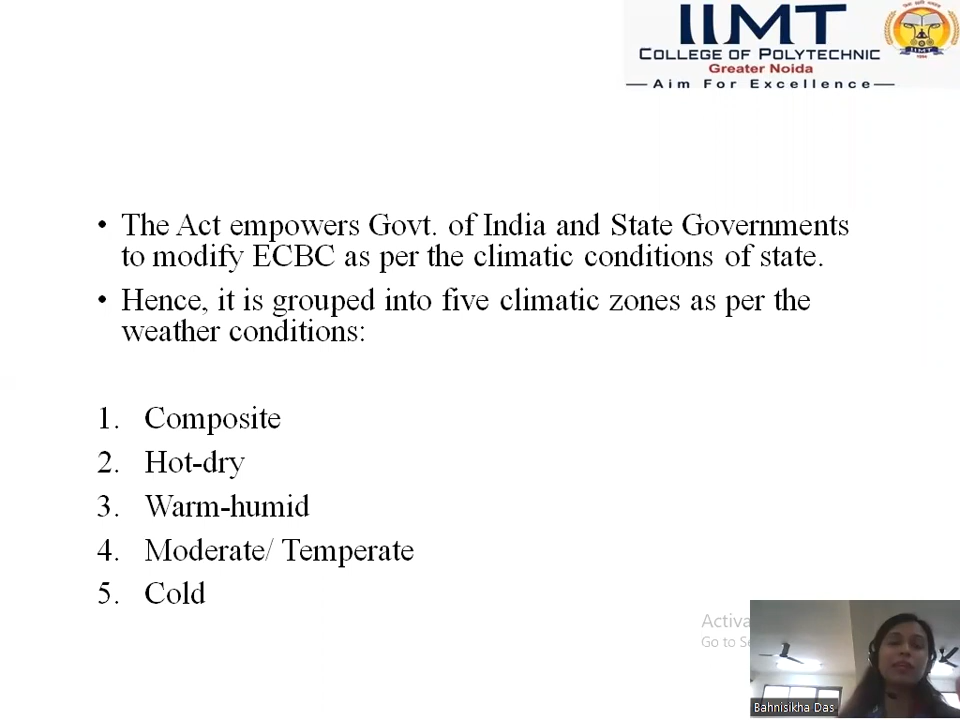 IIMT
COLLEGE OF POLYTECHNIC
Greater Noida
Aim For Excellence
• The Act empowers Govt. of India and State Governments
to modify ECBC as per the climatic conditions of state.
• Hence, it is grouped into five climatic zones as per the
weather conditions:
1. Composite
2. Hot-dry
3. Warm-humid
4. Moderate/ Temperate
5. Cold
Activa
Go to Se
Bahnisikha Das